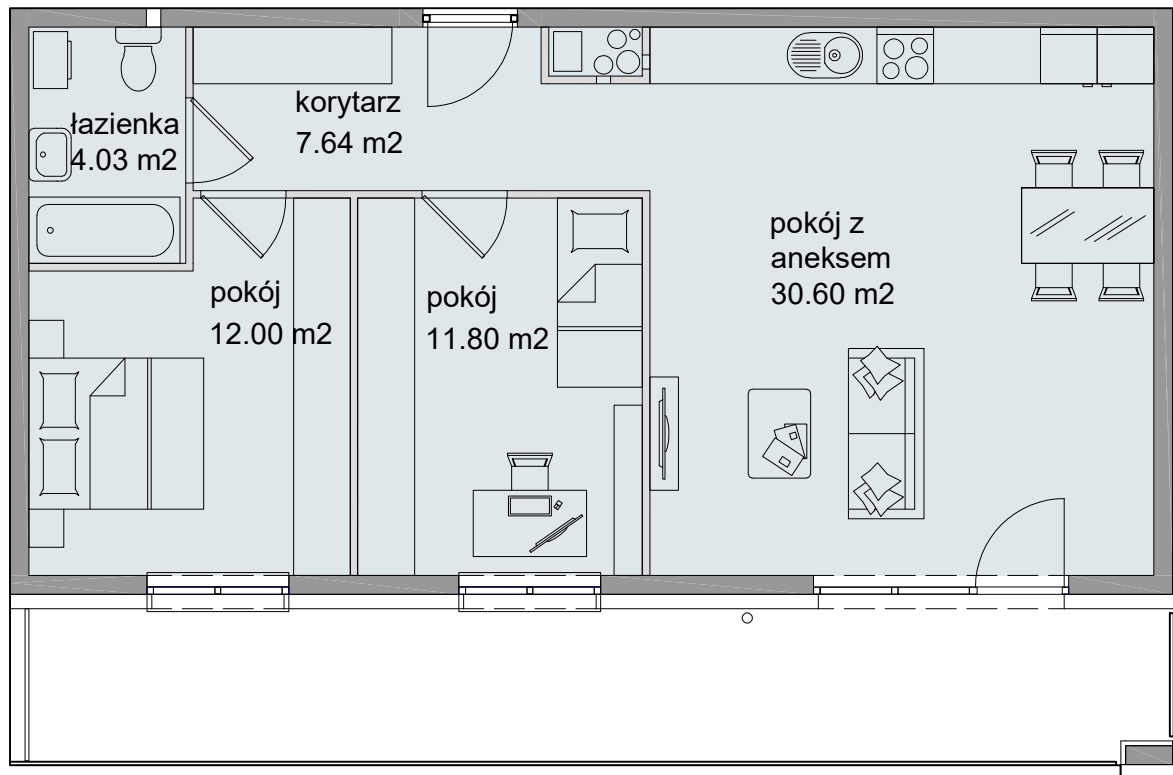 korytarz
7.64 m2
łazienka
4.03 m2
pokój z
aneksem
30.60 m2
pokój
12.00 m2
pokój
11.80 m2